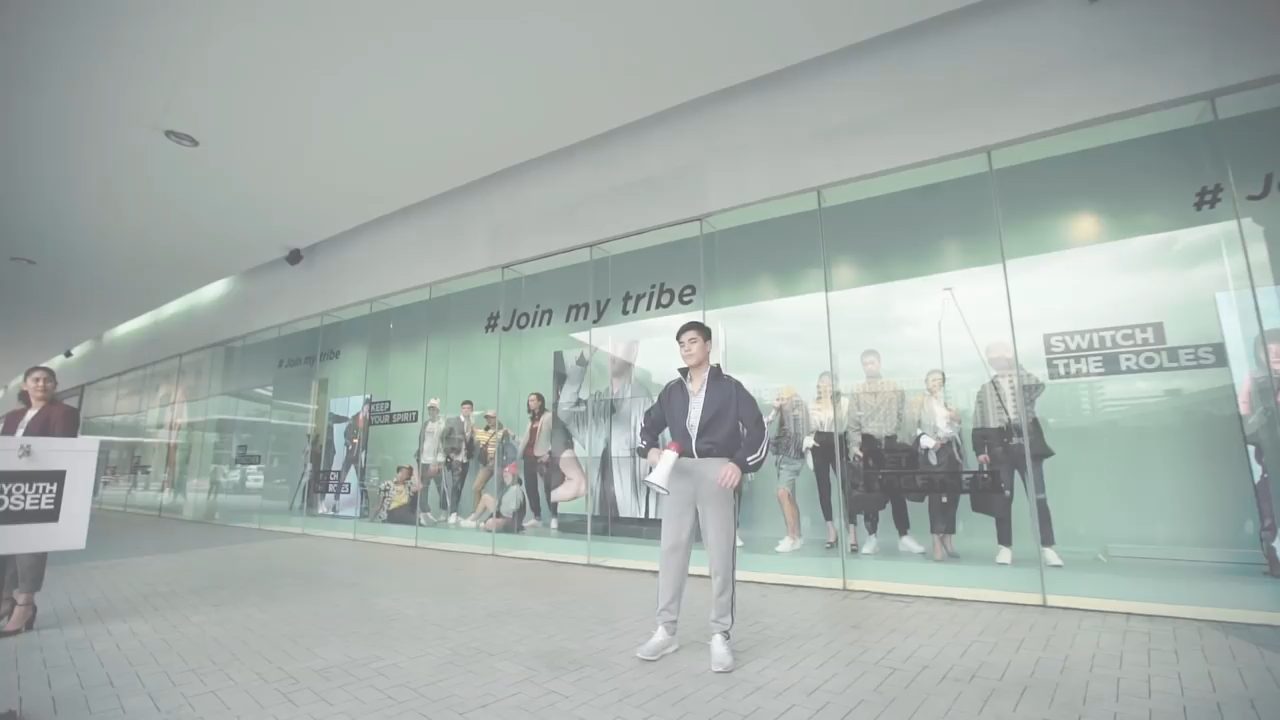 #Join my tribe
# J
SWITCH
THE ROLES
# Join my tribe
KEEP
YOUR SPIRIT
YOUTH
OSEE